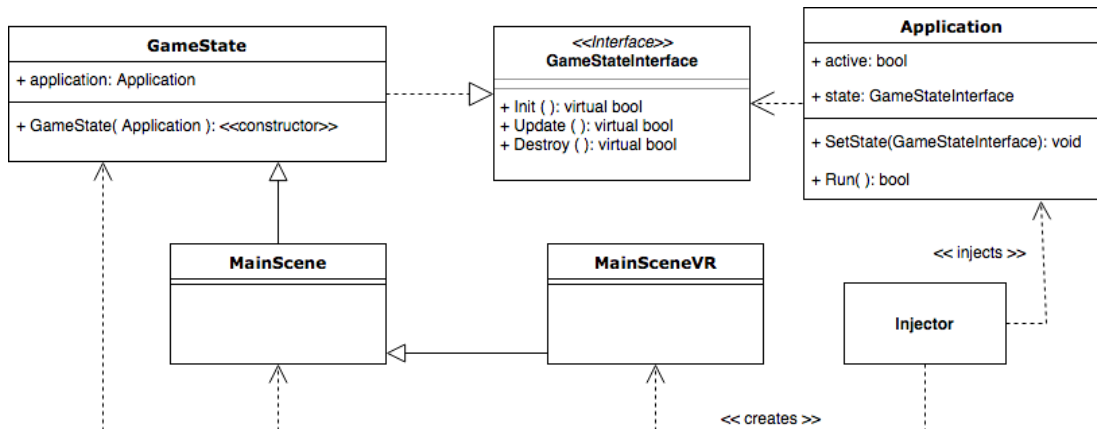 GameState
+ application: Application
+ GameState( Application ): <<constructor>>
<<Interface>>
GameStateInterface
+ Init ( ): virtual bool
+ Update ( ): virtual bool
+ Destroy ( ): virtual bool
Application
+ active: bool
+ state: GameStateInterface
+ SetState(GameStateInterface): void
+ Run( ): bool
MainScene
MainSceneVR
<< injects >>
Injector
<< creates >>